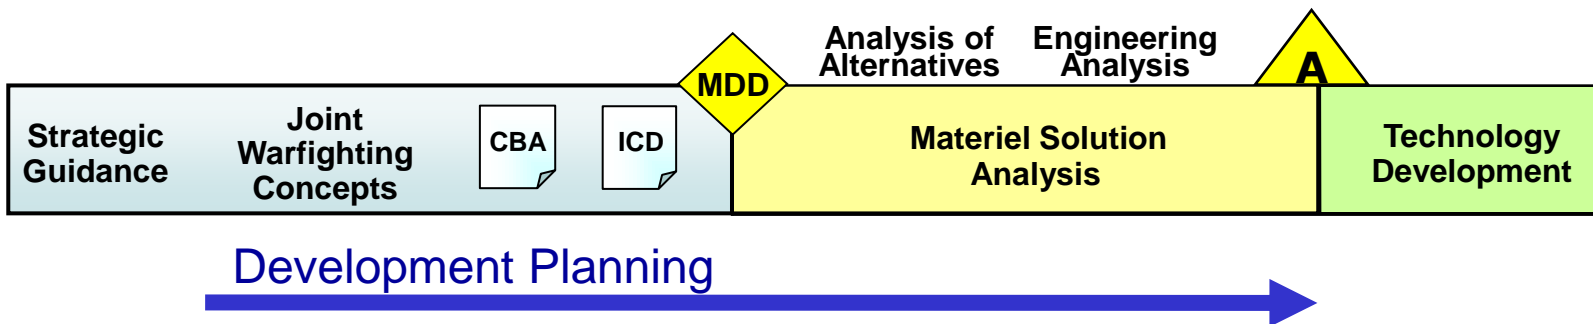 Analysis of
Alternatives
Engineering
Analysis
MDD
A
Strategic
Guidance
Joint
Warfighting
Concepts
CBA
ICD
Materiel Solution
Analysis
Technology
Development
Development Planning